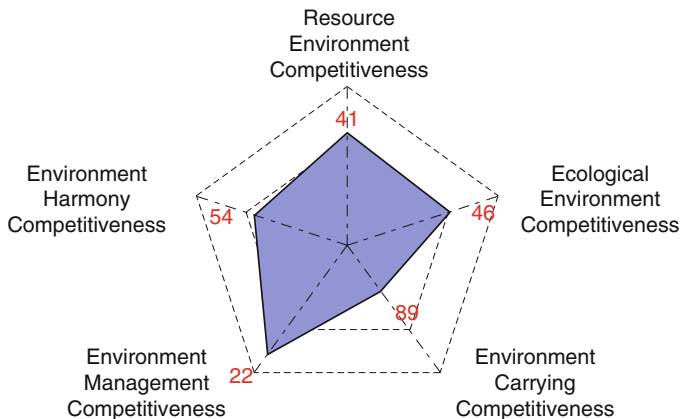 Resource
Environment
Competitiveness
41
Environment
Harmony
Competitiveness
54
Ecological
Environment
Competitiveness
46
89
Environment
Management
Competitiveness
22
Environment
Carrying
Competitiveness